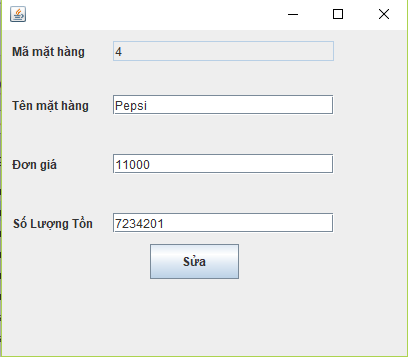 Mã mặt hàng 4
Tên mặt hàng Pepsi
Đơn giá 11000
Số Lượng Tồn 7234201
Sửa